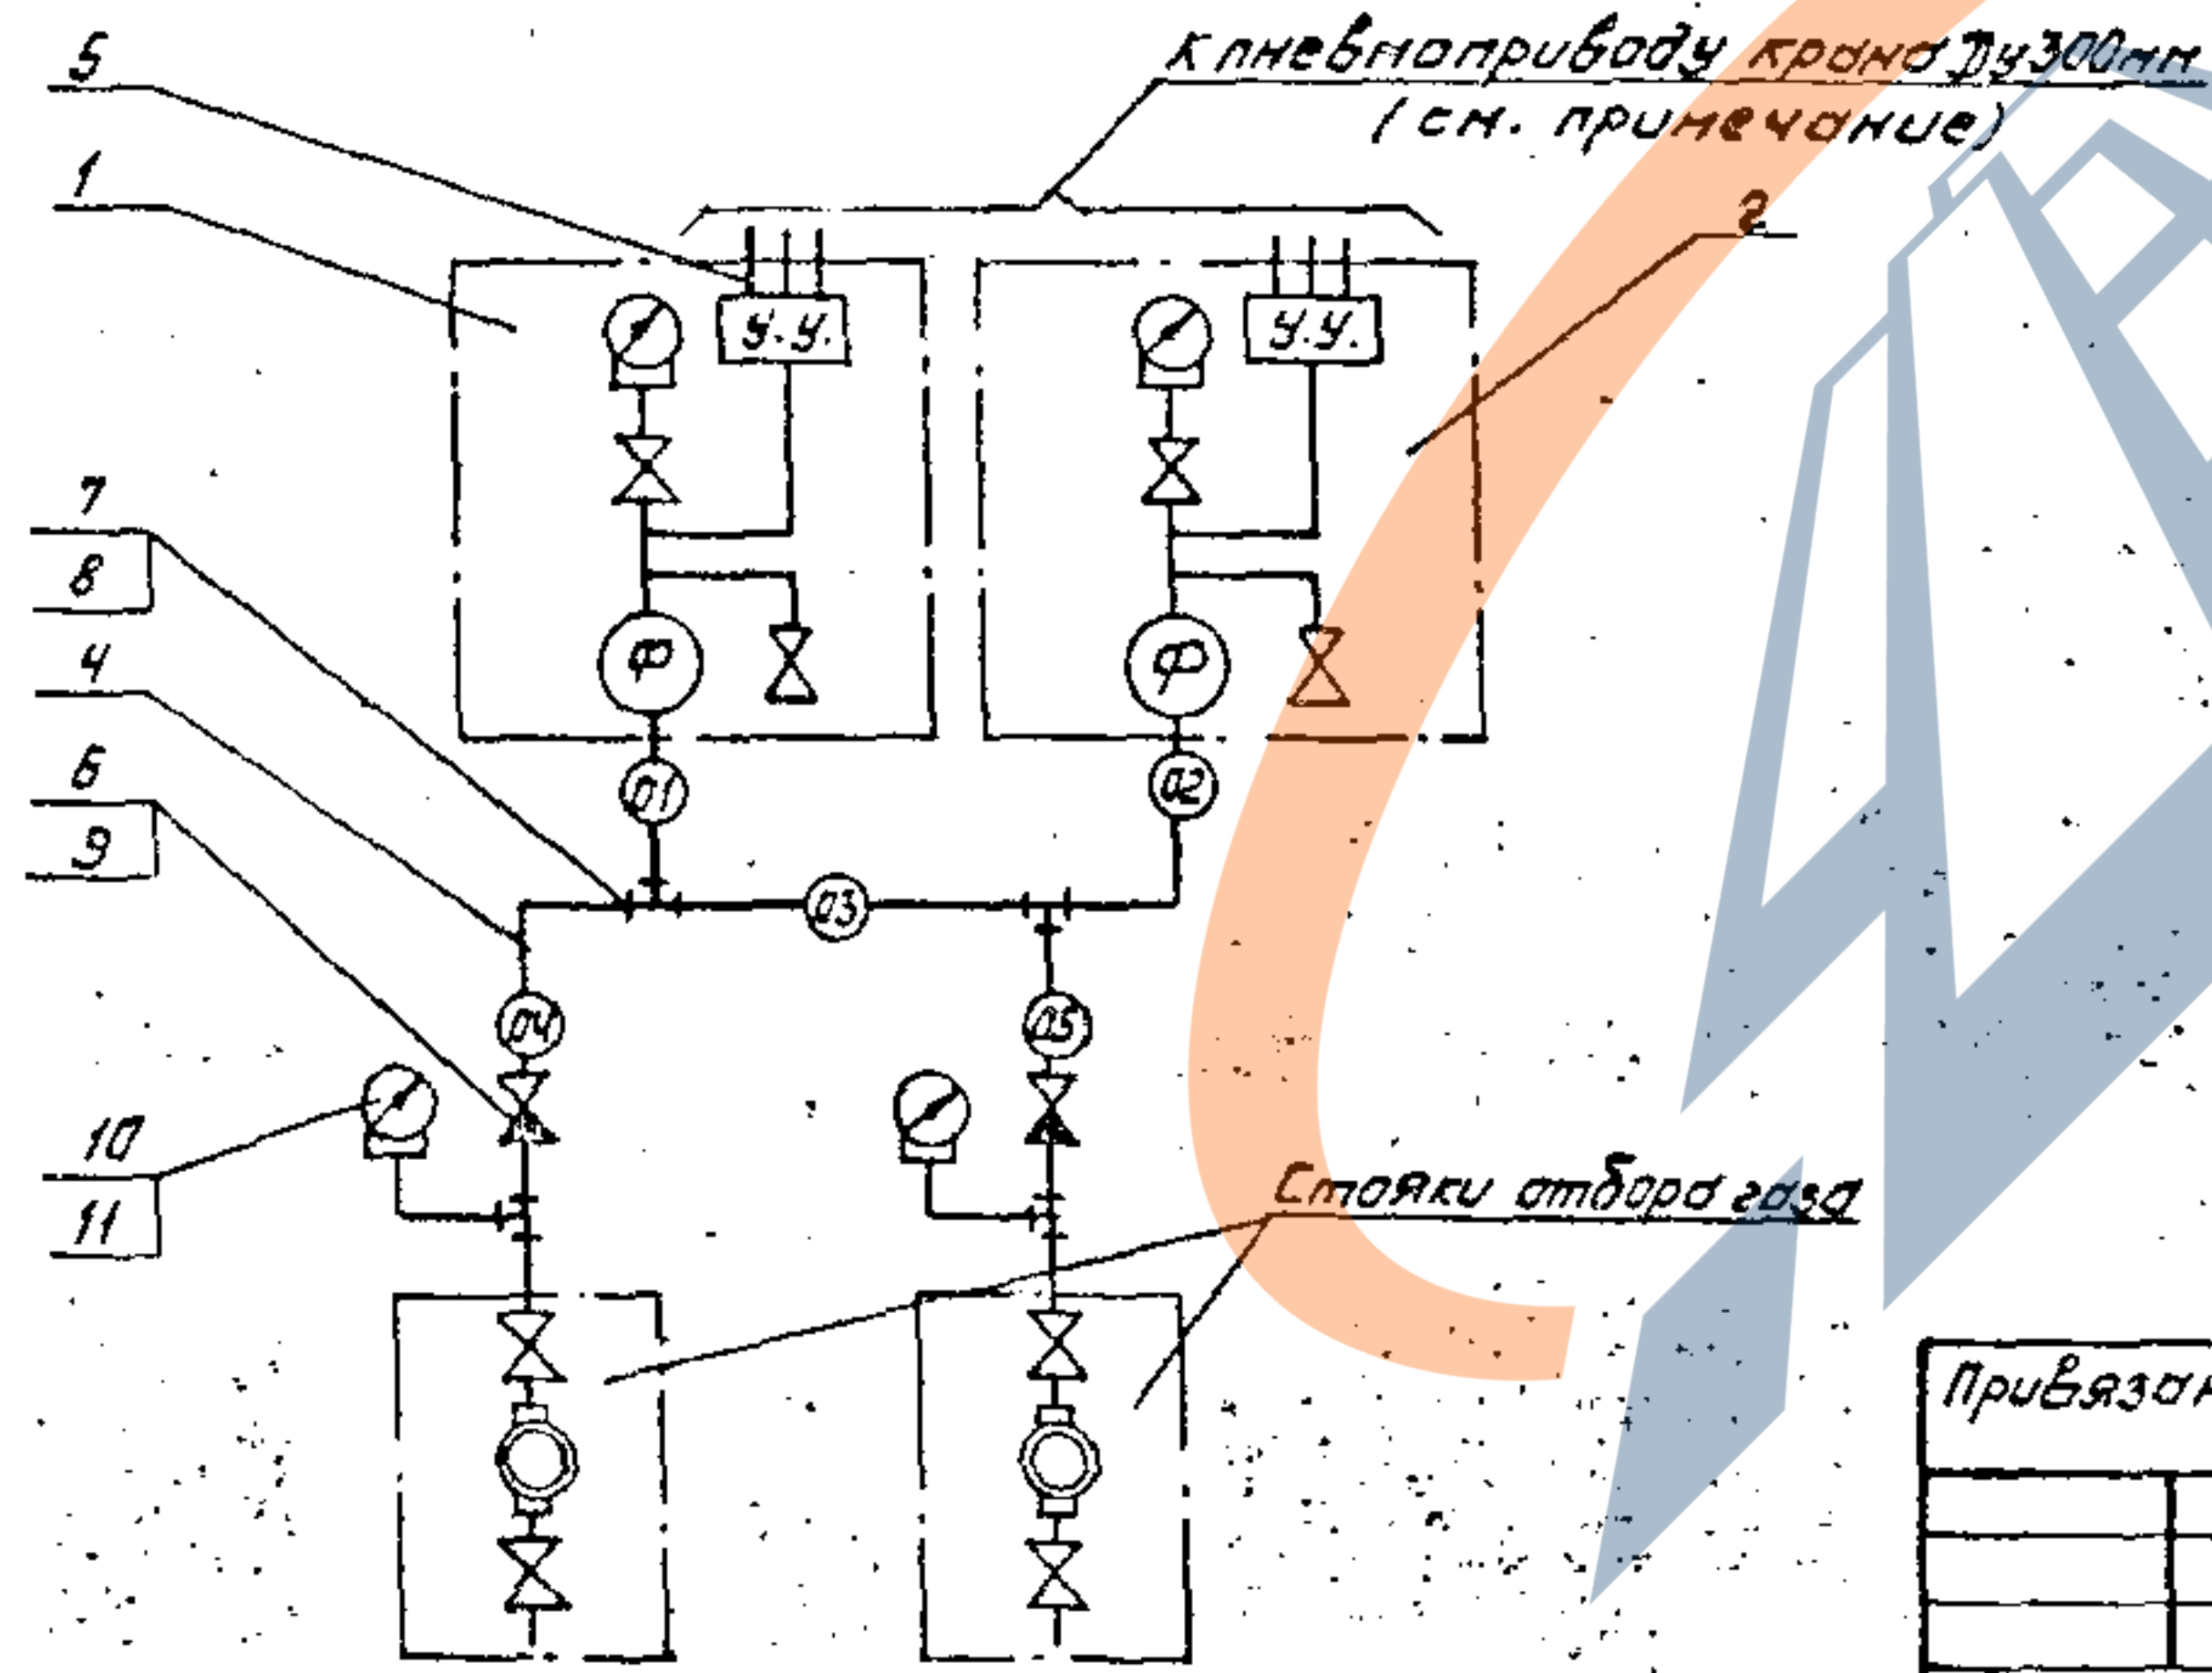 К пневмоприводу крана Ду300мм
(см. примечание)
5
1
2
У.У.
У.У.
7
8
4
6
9
Ф
Ф
01
02
03
04
05
10
11
Стояки отбора газа
Привязан